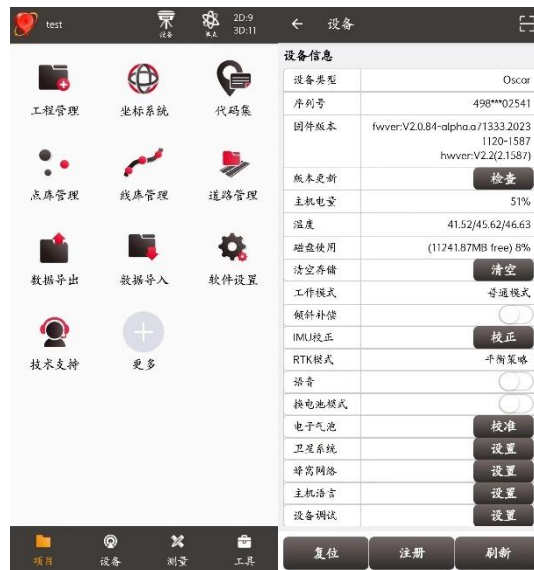 test
设备
散点
2D:9
3D:11
工程管理
坐标系统
代码集
点库管理
线库管理
道路管理
数据导出
数据导入
软件设置
技术支持
更多
项目
设备
测量
工具
设备
设备信息
设备类型 Oscar
序列号 498***02541
固件版本 fwver:V2.0.84-alpha.a71333.2023
1120-1587
hwver:V2.2(2.1587)
版本更新 检查
主机电量 51%
温度 41.52/45.62/46.63
磁盘使用 (11241.87MB free) 8%
清空存储 清空
工作模式 普通模式
倾斜补偿
IMU校正 校正
RTK模式 平衡策略
语音
换电池模式
电子气泡 校准
卫星系统 设置
蜂窝网络 设置
主机语言 设置
设备调试 设置
复位
注册
刷新